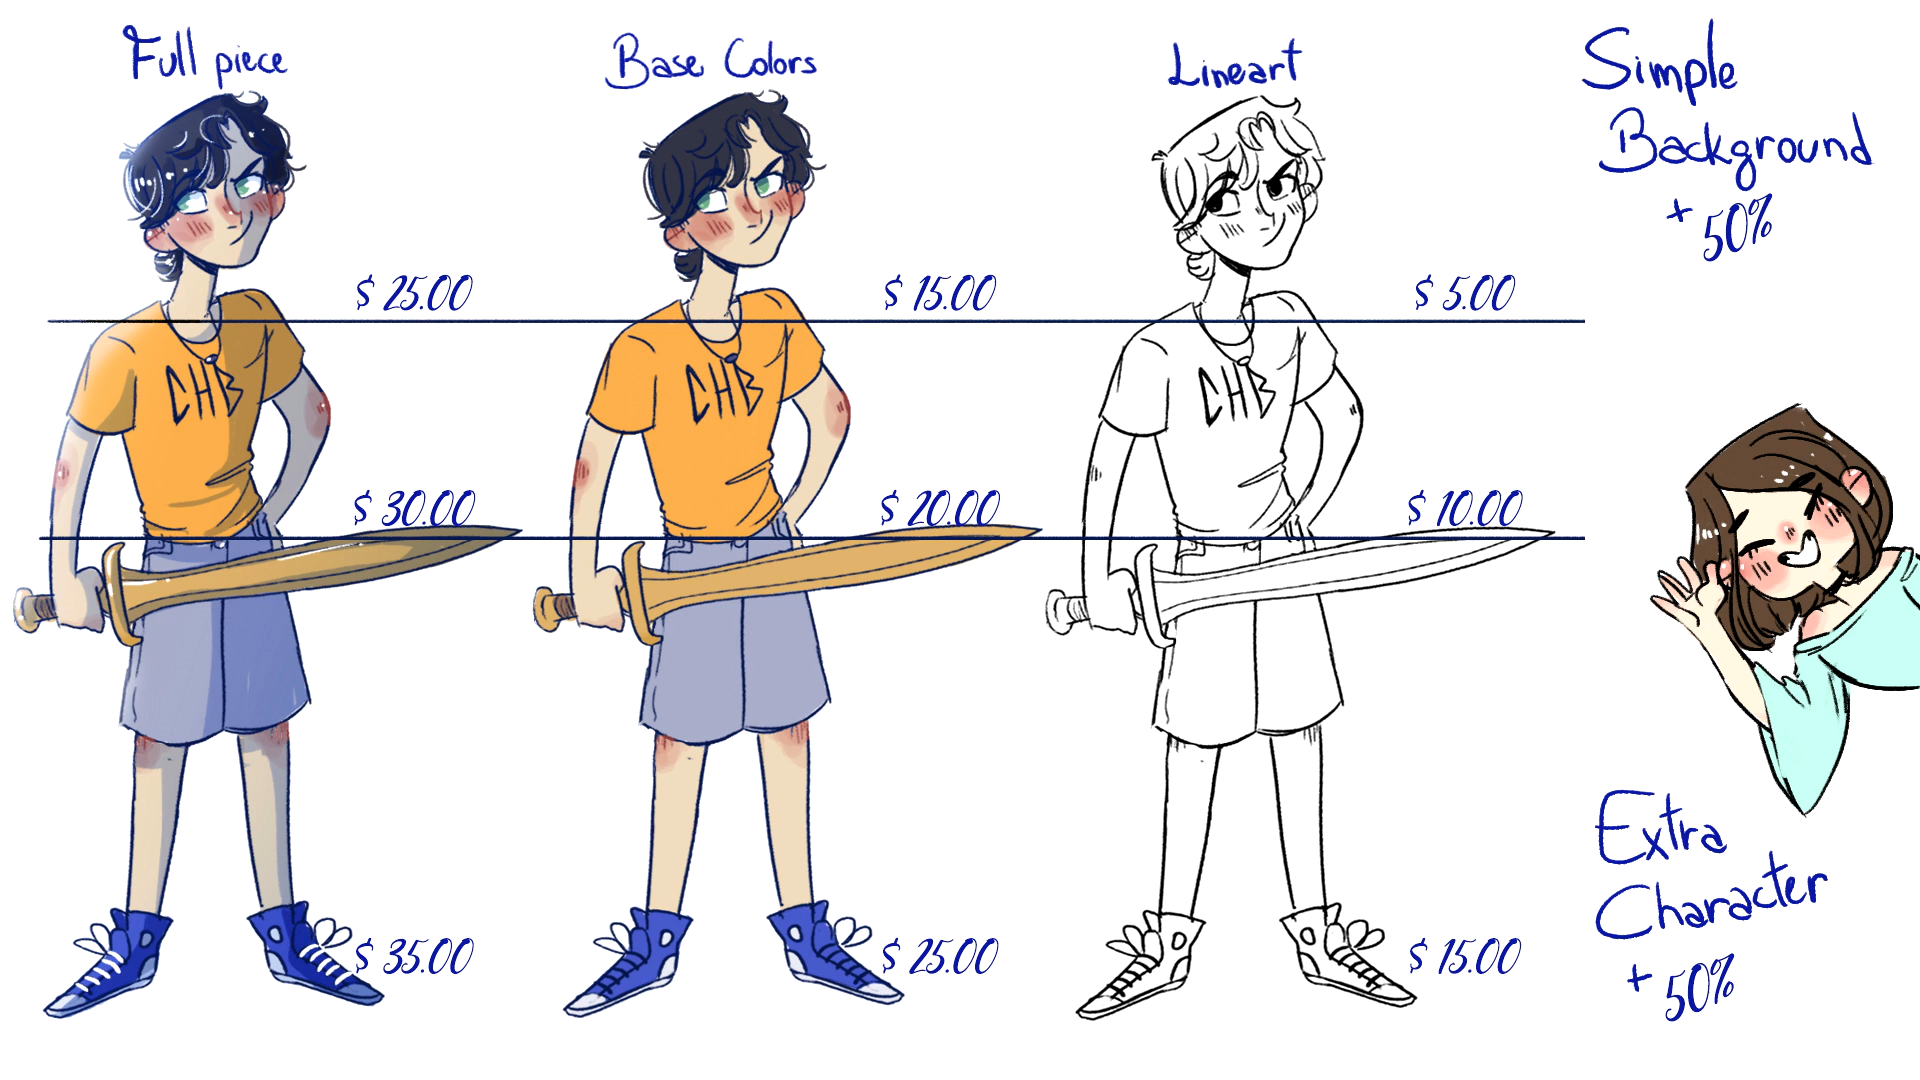 Full piece
Base Colors
Lineart
Simple
Background
+ 50%
$ 25.00
$ 15.00
$ 5.00
CHB
CHB
CHB
$ 30.00
$ 20.00
$ 10.00
$ 35.00
$ 25.00
$ 15.00
Extra
Character
+ 50%